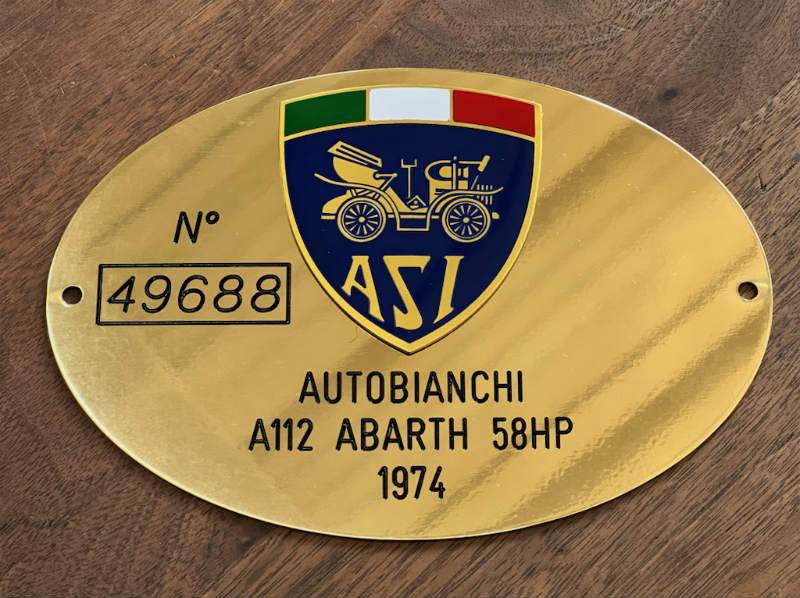 N°
49688
ASI
AUTOBIANCHI
A112 ABARTH 58HP
1974